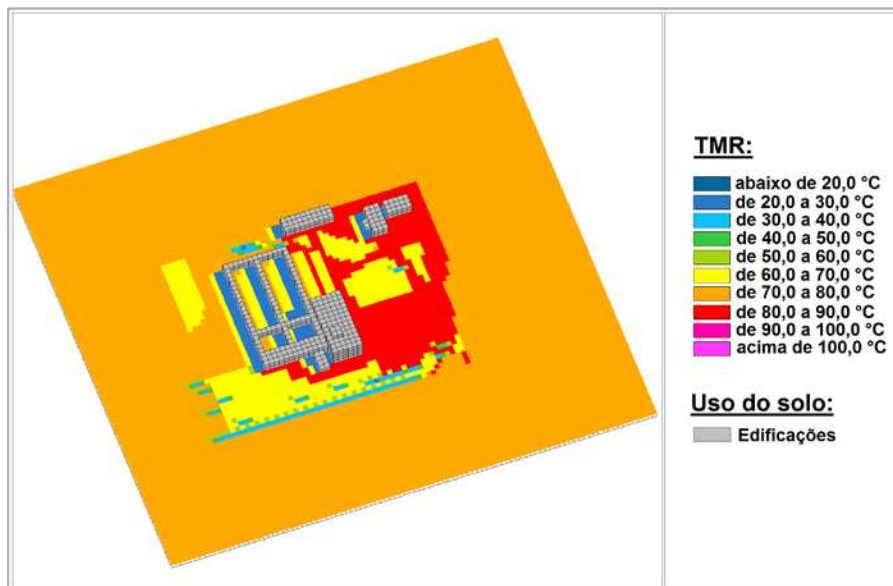 TMR:
abaixo de 20,0 °C
de 20,0 a 30,0 °C
de 30,0 a 40,0 °C
de 40,0 a 50,0 °C
de 50,0 a 60,0 °C
de 60,0 a 70,0 °C
de 70,0 a 80,0 °C
de 80,0 a 90,0 °C
de 90,0 a 100,0 °C
acima de 100,0 °C
Uso do solo:
Edificações